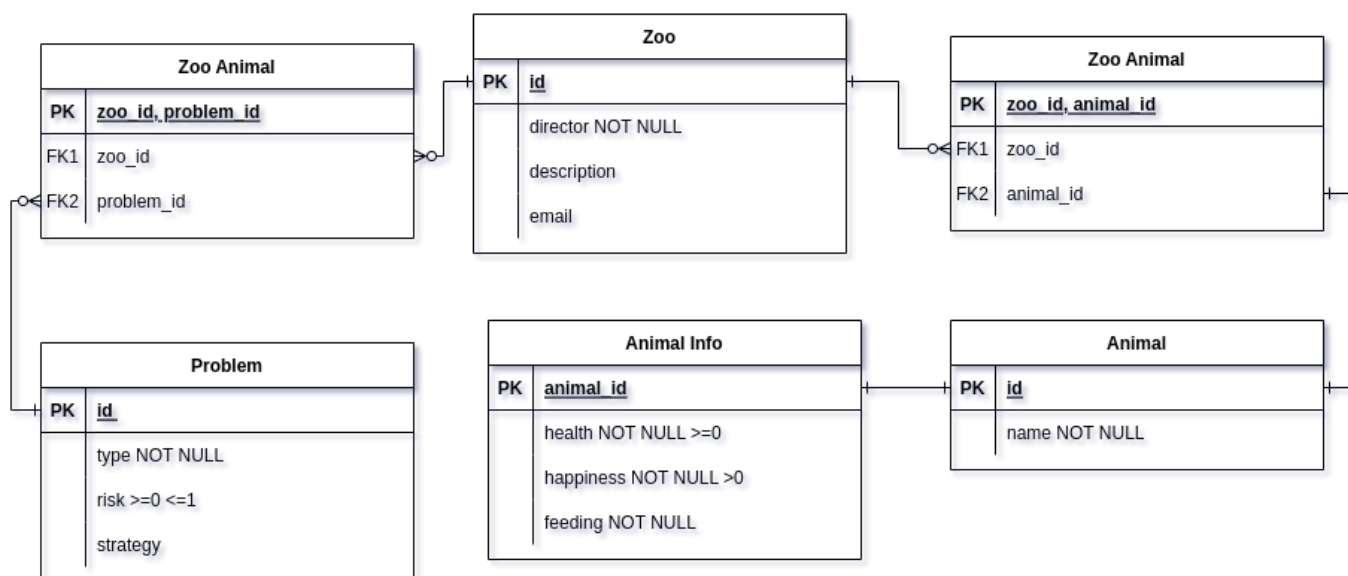 Zoo Animal
PK zoo_id, problem_id
FK1 zoo_id
FK2 problem_id
Zoo
PK id
director NOT NULL
description
email
Zoo Animal
PK zoo_id, animal_id
FK1 zoo_id
FK2 animal_id
Problem
PK id
type NOT NULL
risk >=0 <=1
strategy
Animal Info
PK animal_id
health NOT NULL >=0
happiness NOT NULL >0
feeding NOT NULL
Animal
PK id
name NOT NULL